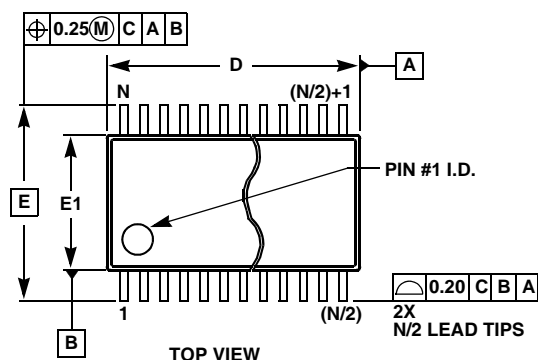 ⌖ 0.25 Ⓜ C A B
D
A
N
(N/2)+1
PIN #1 I.D.
E
E1
⌓ 0.20 C B A
2X
N/2 LEAD TIPS
1
(N/2)
B
TOP VIEW